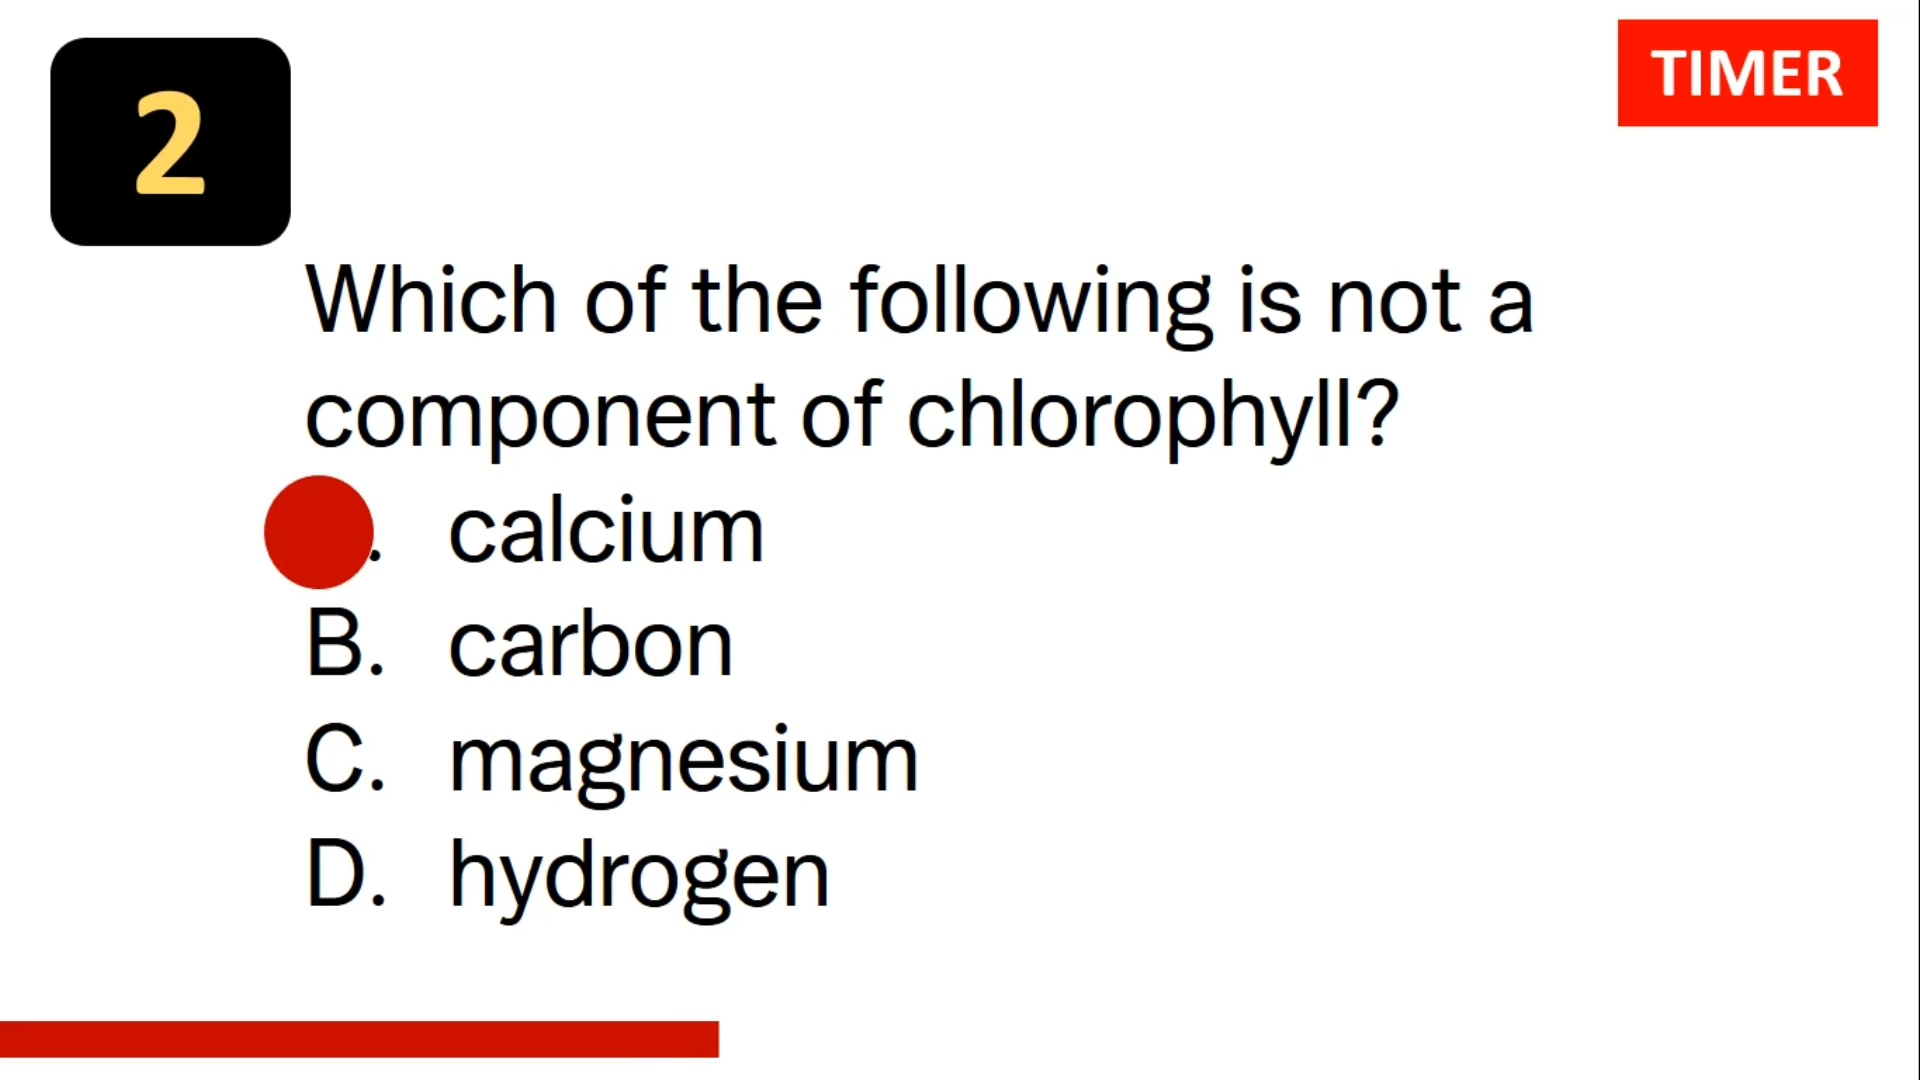 2
TIMER
Which of the following is not a
component of chlorophyll?
. calcium
B. carbon
C. magnesium
D. hydrogen